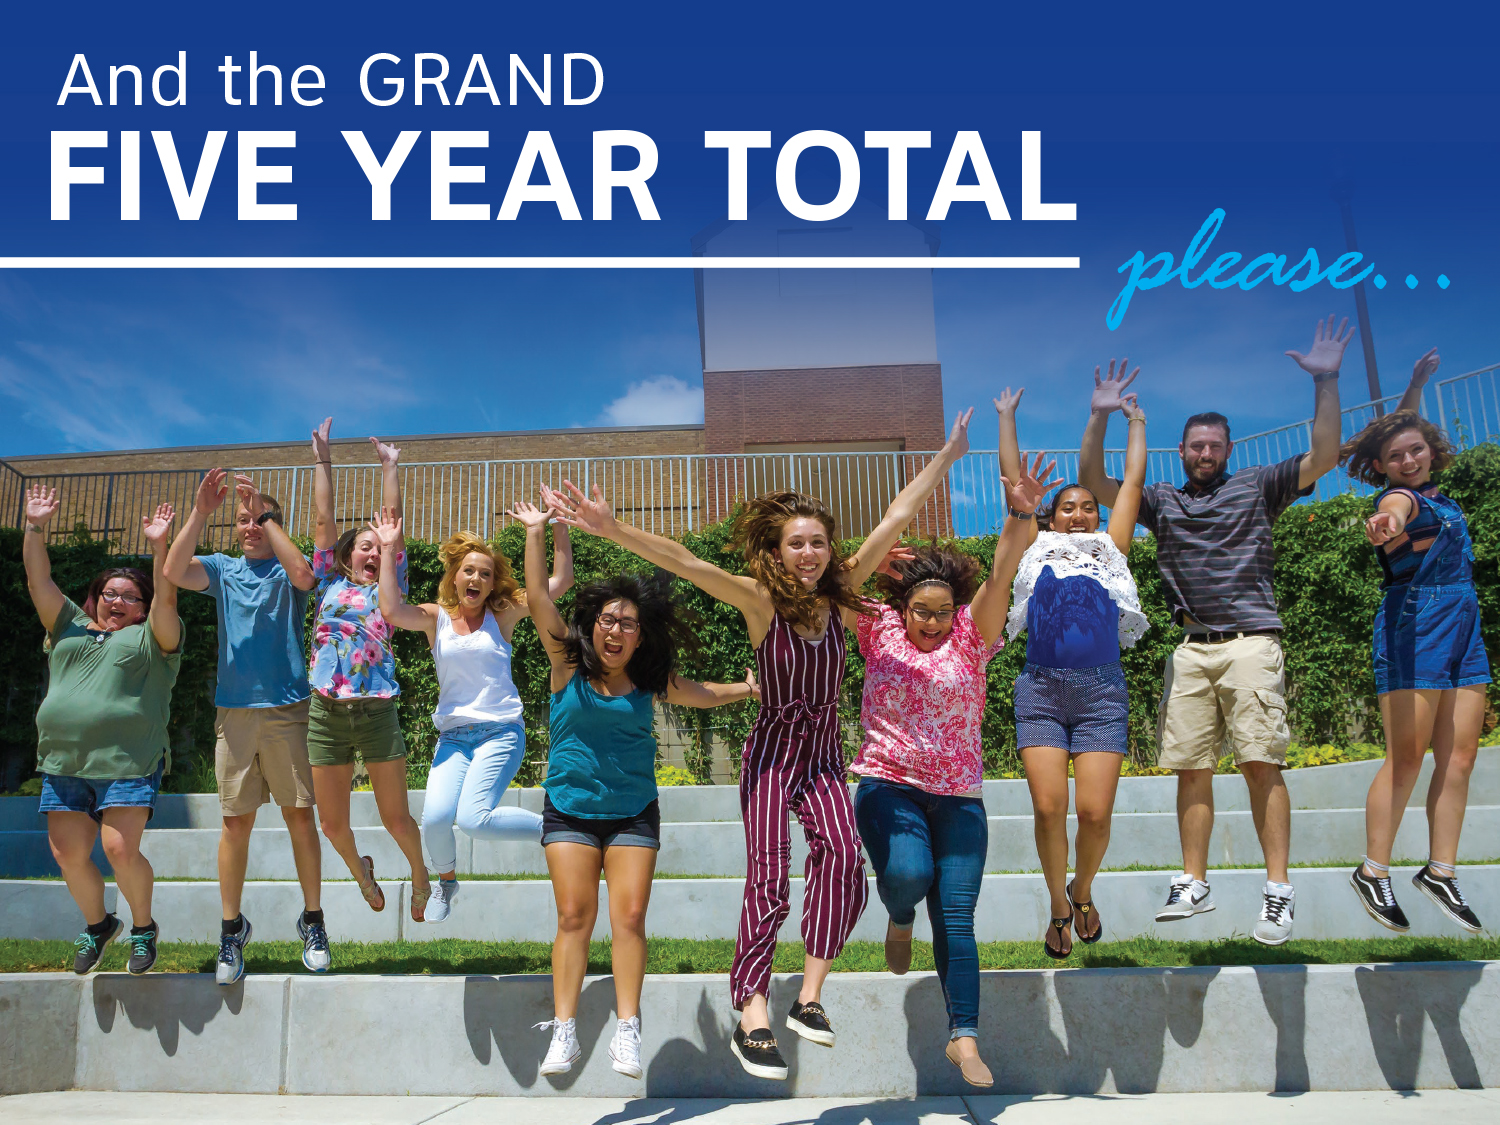 And the GRAND
FIVE YEAR TOTAL
please...